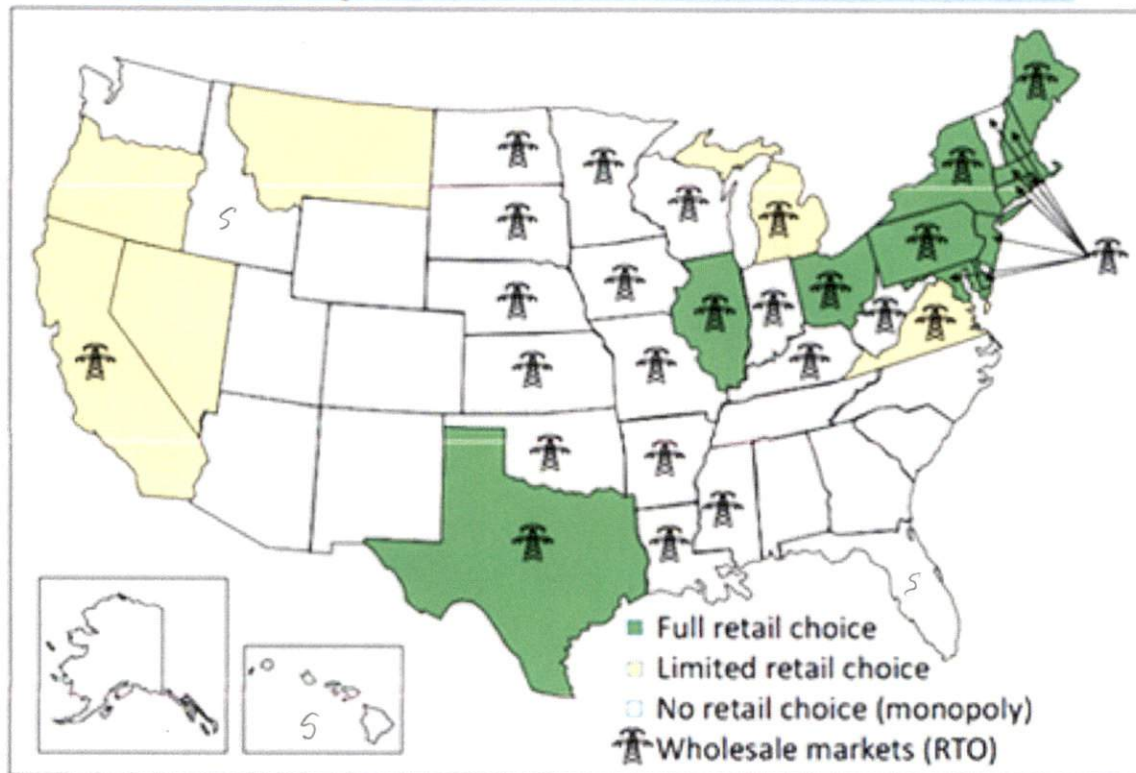 S
S
S
Full retail choice
Limited retail choice
No retail choice (monopoly)
Wholesale markets (RTO)